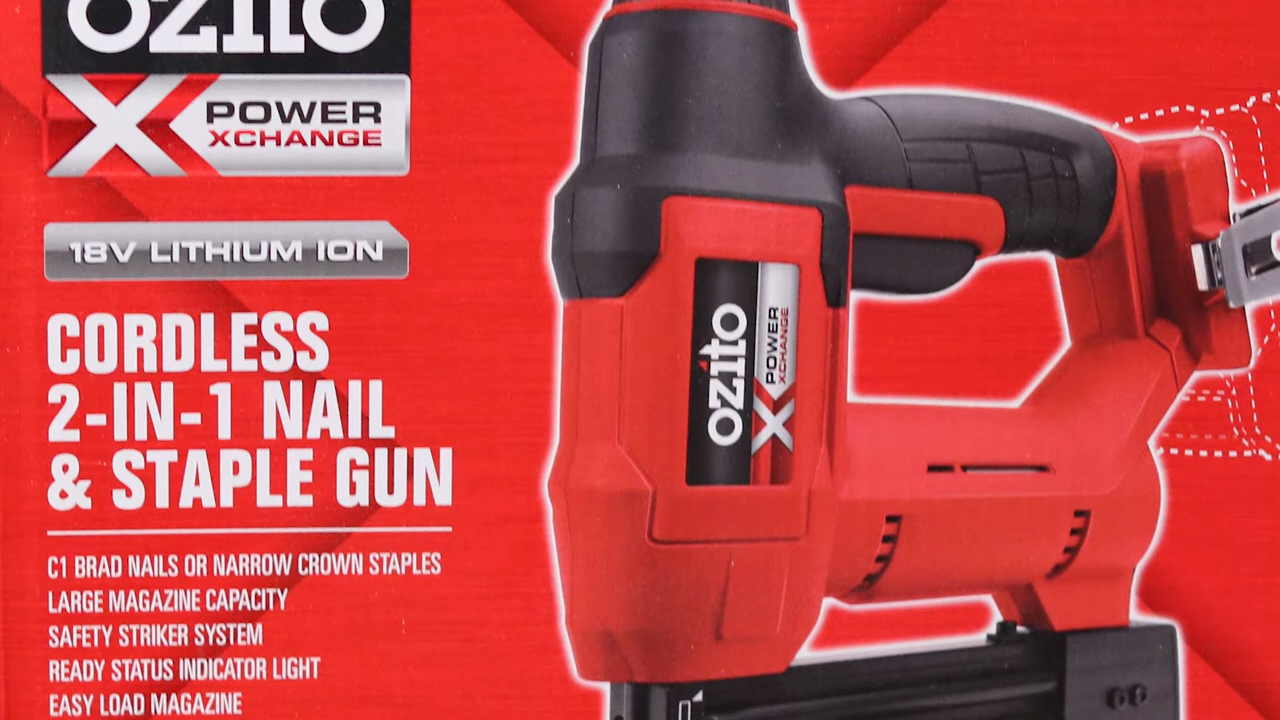 ozito
POWER
XCHANGE
18V LITHIUM ION
CORDLESS
2-IN-1 NAIL
& STAPLE GUN
C1 BRAD NAILS OR NARROW CROWN STAPLES
LARGE MAGAZINE CAPACITY
SAFETY STRIKER SYSTEM
READY STATUS INDICATOR LIGHT
EASY LOAD MAGAZINE
ozito
POWER
XCHANGE